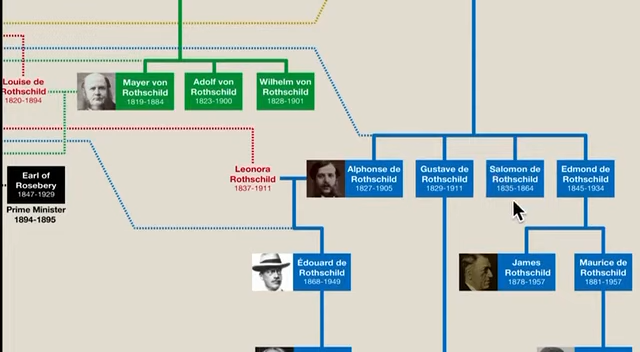 Louise de
Rothschild
1820-1894
Mayer von
Rothschild
1819-1884
Adolf von
Rothschild
1823-1900
Wilhelm von
Rothschild
1828-1901
Earl of
Rosebery
1847-1929
Prime Minister
1894-1895
Leonora
Rothschild
1837-1911
Alphonse de
Rothschild
1827-1905
Gustave de
Rothschild
1829-1911
Salomon de
Rothschild
1835-1864
Edmond de
Rothschild
1845-1934
Édouard de
Rothschild
1868-1949
James
Rothschild
1878-1957
Maurice de
Rothschild
1881-1957